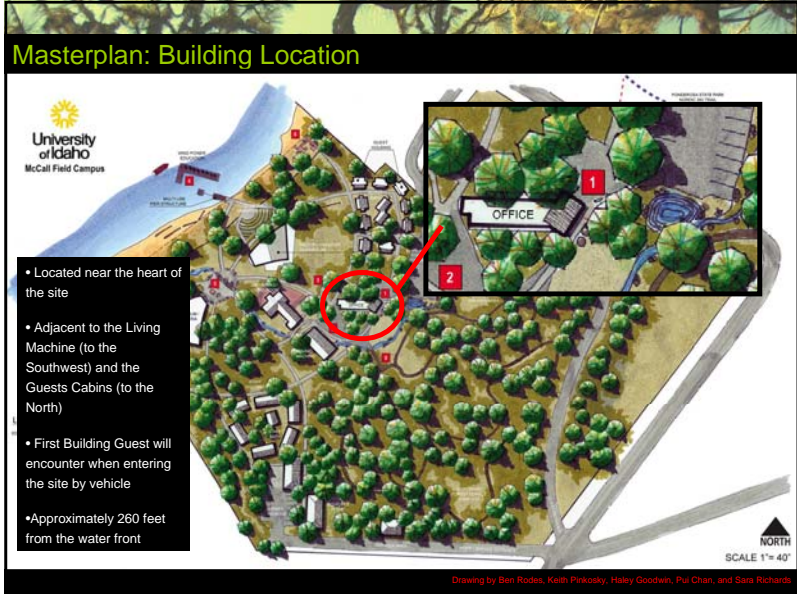 Masterplan: Building Location
University
of Idaho
McCall Field Campus
• Located near the heart of
the site
• Adjacent to the Living
Machine (to the
Southwest) and the
Guests Cabins (to the
North)
• First Building Guest will
encounter when entering
the site by vehicle
•Approximately 260 feet
from the water front
GUEST
HOUSING
OFFICE
1
2
NORTH
SCALE 1"= 40'
Drawing by Ben Rodes, Keith Pinkosky, Haley Goodwin, Pui Chan, and Sara Richards